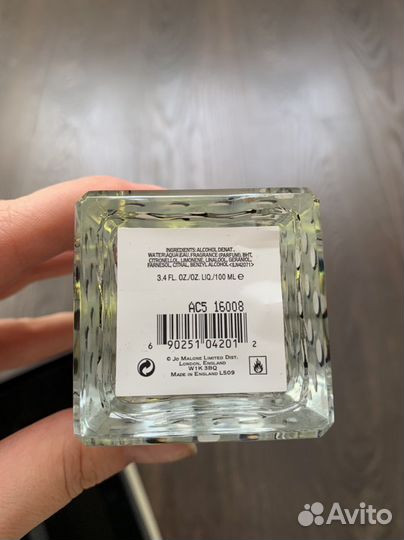 INGREDIENTS: ALCOHOL DENAT.,
WATER\AQUA\EAU, FRAGRANCE (PARFUM), BHT,
CITRONELLOL, LIMONENE, LINALOOL, GERANIOL,
FARNESOL, CITRAL, BENZYL ALCOHOL <ILN42071>
3.4 FL. OZ./OZ. LIQ./100 ML ℮
AC5 16008
6 90251 04201 2
© JO MALONE LIMITED DIST.
LONDON, ENGLAND
W1K 3BQ
MADE IN ENGLAND LS09
Avito